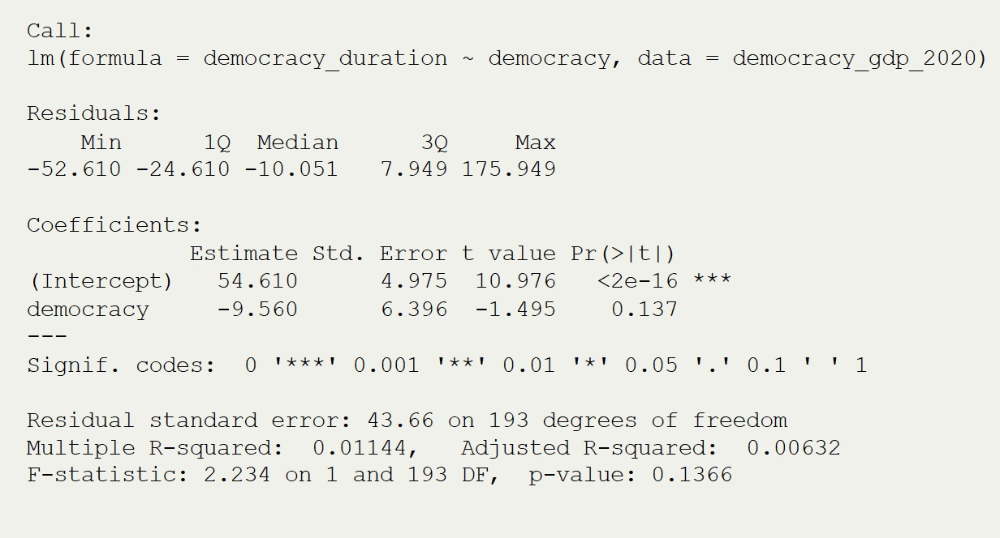 Call:
lm(formula = democracy_duration ~ democracy, data = democracy_gdp_2020)
Residuals:
    Min      1Q  Median      3Q     Max
-52.610 -24.610 -10.051   7.949 175.949
Coefficients:
            Estimate Std. Error t value Pr(>|t|)
(Intercept)   54.610      4.975  10.976   <2e-16 ***
democracy     -9.560      6.396  -1.495    0.137
---
Signif. codes:  0 '***' 0.001 '**' 0.01 '*' 0.05 '.' 0.1 ' ' 1
Residual standard error: 43.66 on 193 degrees of freedom
Multiple R-squared:  0.01144,   Adjusted R-squared:  0.00632
F-statistic: 2.234 on 1 and 193 DF,  p-value: 0.1366